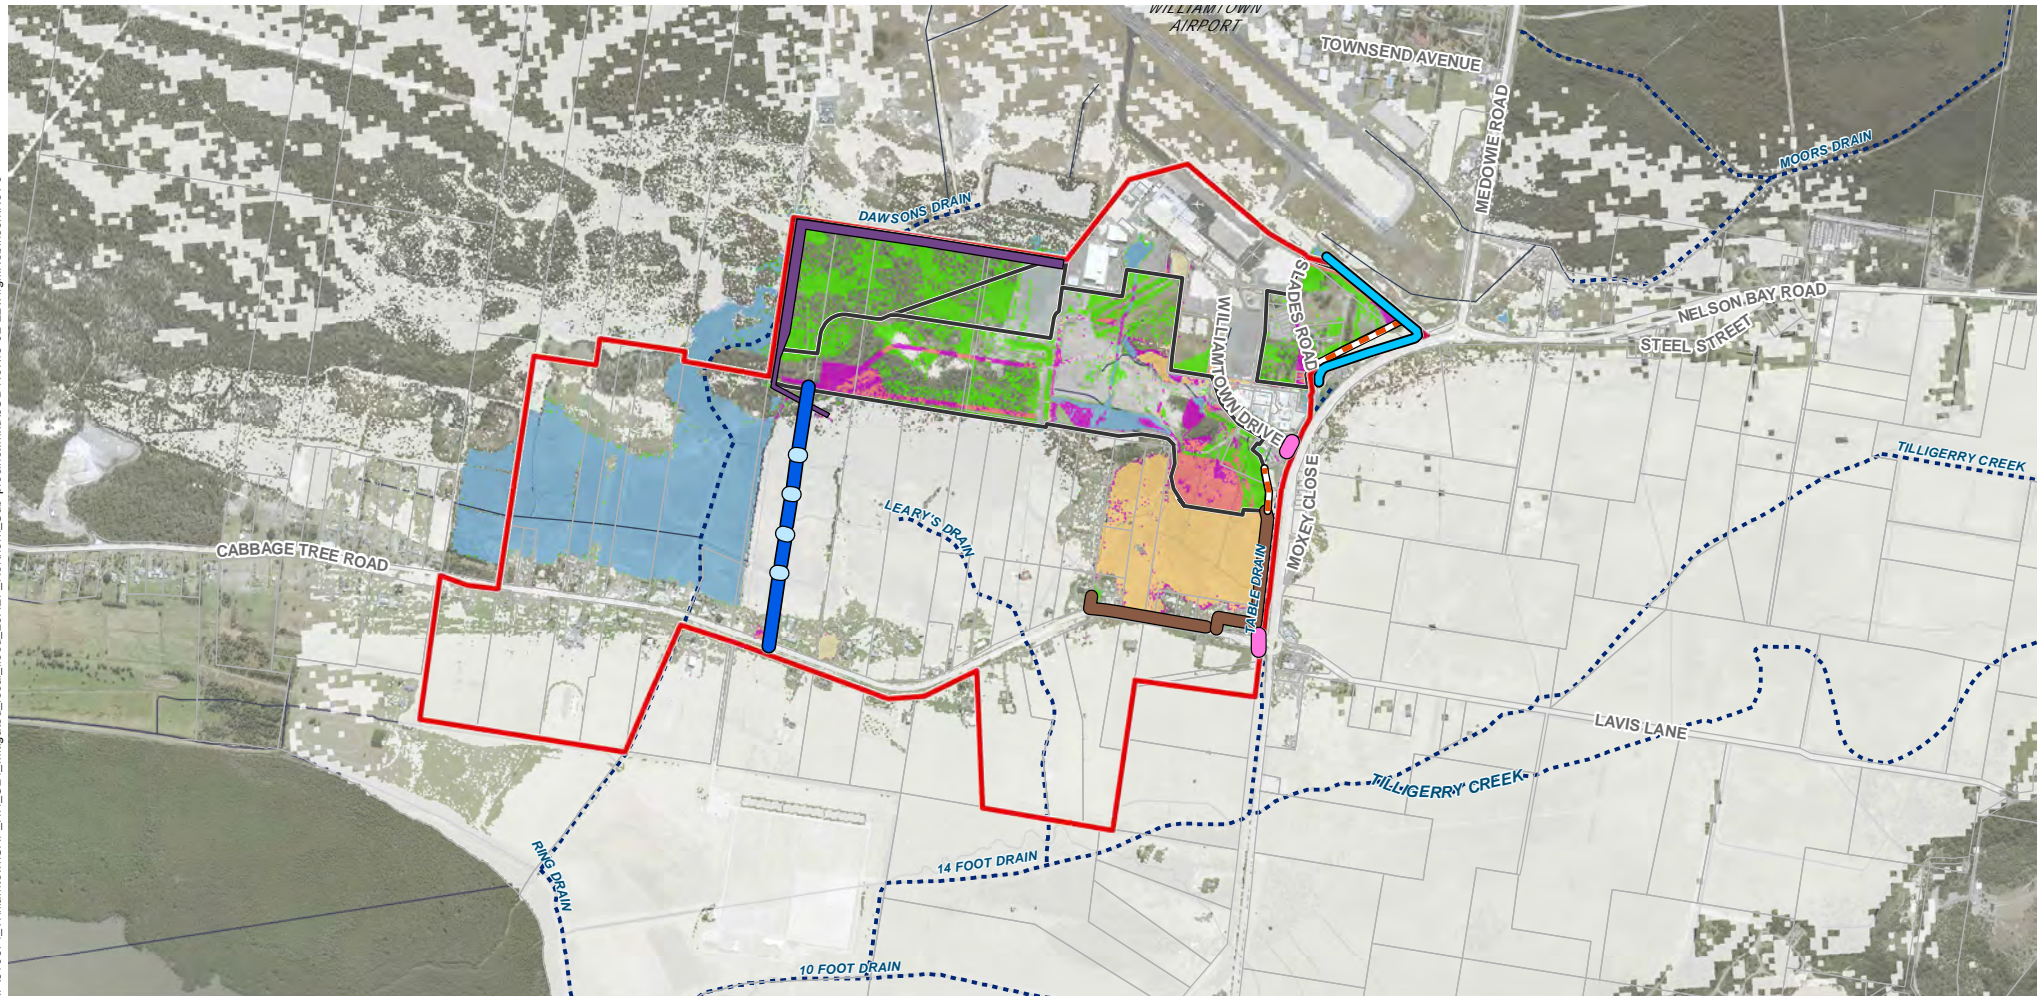 WILLIAMTOWN
AIRPORT
TOWNSEND AVENUE
MEDOWIE ROAD
MOORS DRAIN
DAWSONS DRAIN
SLADES ROAD
NELSON BAY ROAD
STEEL STREET
WILLIAMTOWN DRIVE
TILLIGERRY CREEK
MOXEY CLOSE
LEARY'S DRAIN
CABBAGE TREE ROAD
TABLE DRAIN
LAVIS LANE
TILLIGERRY CREEK
RING DRAIN
14 FOOT DRAIN
10 FOOT DRAIN